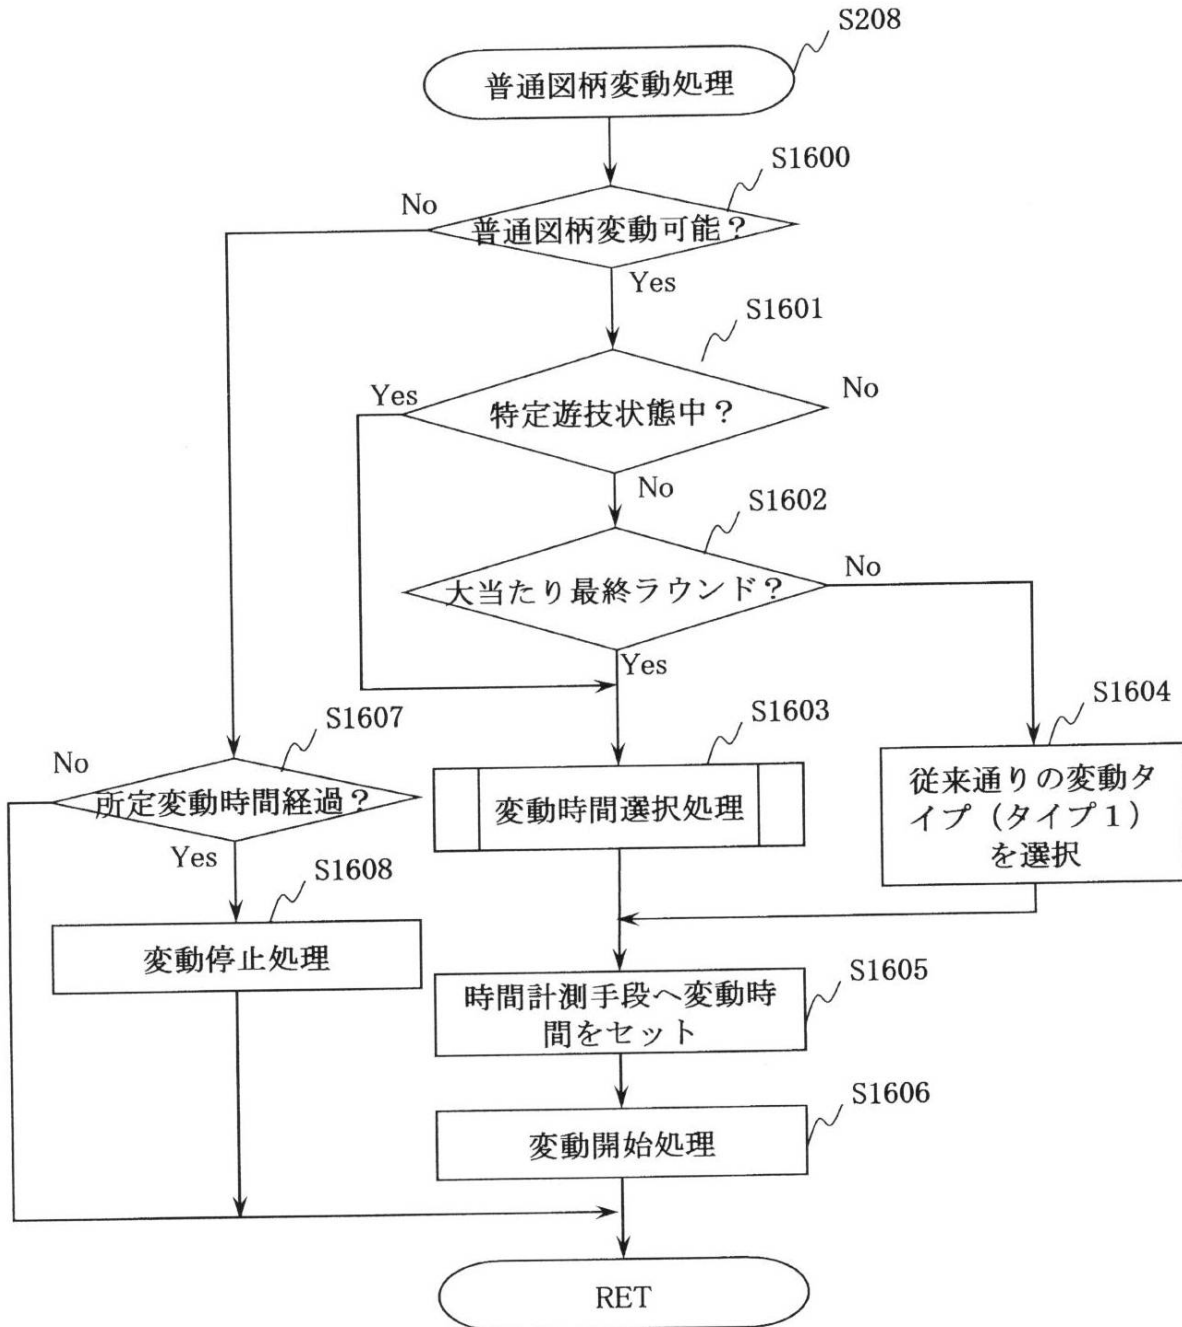 S208
普通図柄変動処理
S1600
No
普通図柄変動可能？
Yes
S1601
Yes
No
特定遊技状態中？
No
S1602
No
大当たり最終ラウンド？
Yes
S1604
S1603
S1607
No
従来通りの変動タ
イプ（タイプ１）
を選択
変動時間選択処理
所定変動時間経過？
Yes
S1608
変動停止処理
S1605
時間計測手段へ変動時
間をセット
S1606
変動開始処理
RET